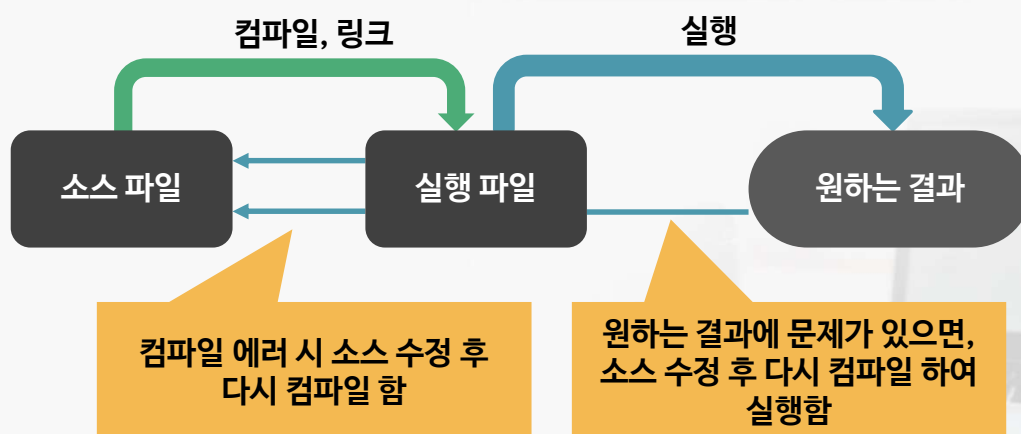 컴파일, 링크
실행
소스 파일
실행 파일
원하는 결과
컴파일 에러 시 소스 수정 후
다시 컴파일 함
원하는 결과에 문제가 있으면,
소스 수정 후 다시 컴파일 하여
실행함